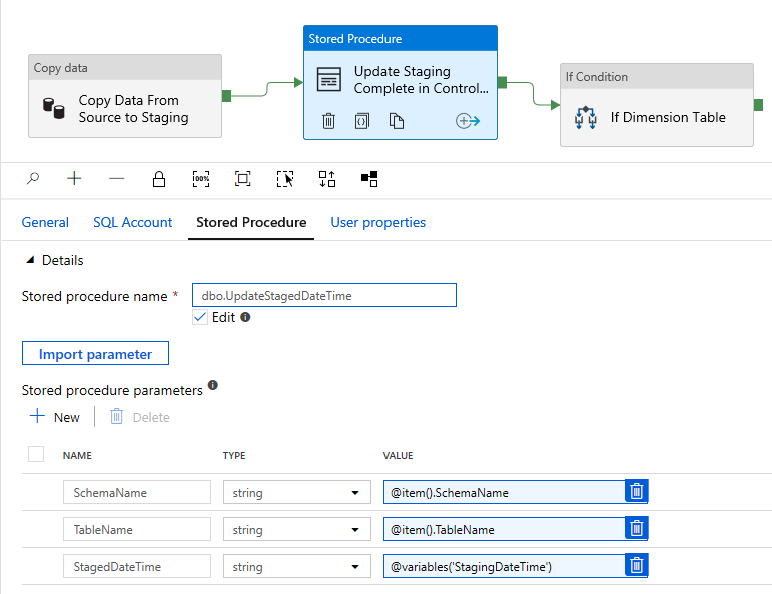 Copy data
Copy Data From
Source to Staging
Stored Procedure
Update Staging
Complete in Control...
If Condition
If Dimension Table
100%
General SQL Account Stored Procedure User properties
Details
Stored procedure name * dbo.UpdateStagedDateTime
Edit
Import parameter
Stored procedure parameters
New Delete
NAME TYPE VALUE
SchemaName string @item().SchemaName
TableName string @item().TableName
StagedDateTime string @variables('StagingDateTime')